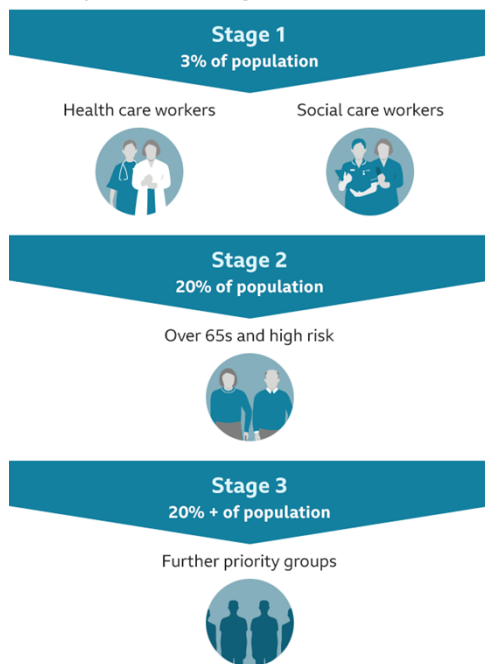 Stage 1
3% of population
Health care workers
Social care workers
Stage 2
20% of population
Over 65s and high risk
Stage 3
20% + of population
Further priority groups